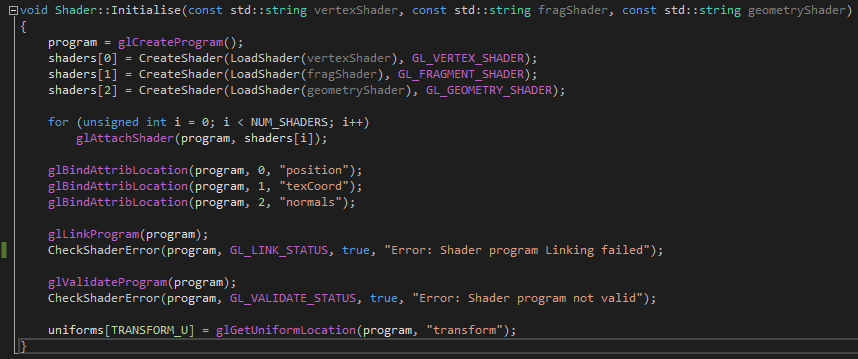 void Shader::Initialise(const std::string vertexShader, const std::string fragShader, const std::string geometryShader)
{
    program = glCreateProgram();
    shaders[0] = CreateShader(LoadShader(vertexShader), GL_VERTEX_SHADER);
    shaders[1] = CreateShader(LoadShader(fragShader), GL_FRAGMENT_SHADER);
    shaders[2] = CreateShader(LoadShader(geometryShader), GL_GEOMETRY_SHADER);

    for (unsigned int i = 0; i < NUM_SHADERS; i++)
        glAttachShader(program, shaders[i]);

    glBindAttribLocation(program, 0, "position");
    glBindAttribLocation(program, 1, "texCoord");
    glBindAttribLocation(program, 2, "normals");

    glLinkProgram(program);
    CheckShaderError(program, GL_LINK_STATUS, true, "Error: Shader program Linking failed");

    glValidateProgram(program);
    CheckShaderError(program, GL_VALIDATE_STATUS, true, "Error: Shader program not valid");

    uniforms[TRANSFORM_U] = glGetUniformLocation(program, "transform");
}